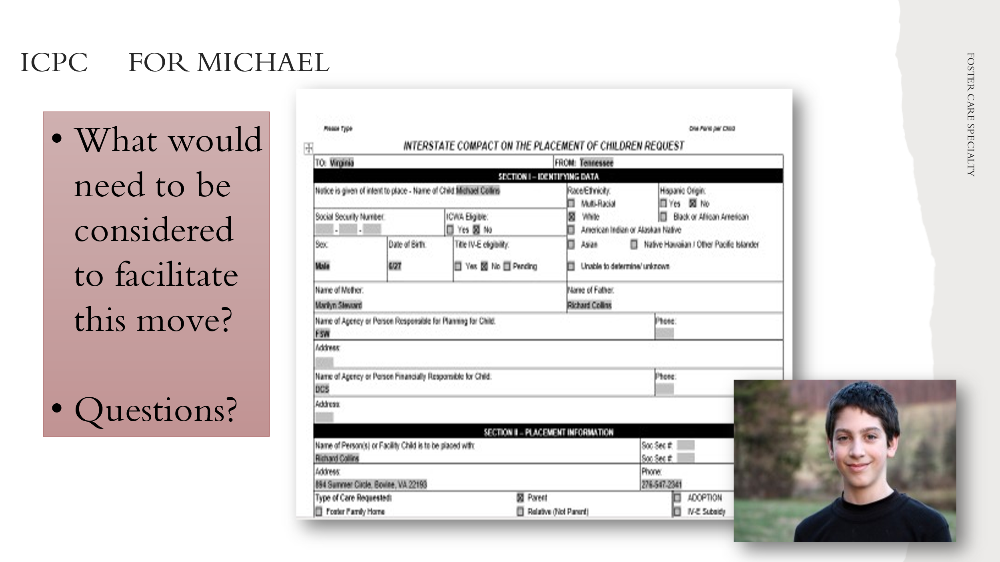 ICPC FOR MICHAEL
FOSTER CARE SPECIALTY
• What would
need to be
considered
to facilitate
this move?
• Questions?
Please Type One Form per Child
INTERSTATE COMPACT ON THE PLACEMENT OF CHILDREN REQUEST
TO: Virginia FROM: Tennessee
SECTION I – IDENTIFYING DATA
Notice is given of intent to place - Name of Child: Michael Collins
Race/Ethnicity: Hispanic Origin:
Multi-Racial Yes No
Social Security Number: ICWA Eligible:
White Black or African American
- - Yes No
American Indian or Alaskan Native
Sex: Date of Birth: Title IV-E eligibility:
Asian Native Hawaiian / Other Pacific Islander
Male 6/27 Yes No Pending
Unable to determine/ unknown
Name of Mother: Name of Father:
Marilyn Steward Richard Collins
Name of Agency or Person Responsible for Planning for Child: Phone:
FSW
Address:
Name of Agency or Person Financially Responsible for Child: Phone:
DCS
Address:
SECTION II – PLACEMENT INFORMATION
Name of Person(s) or Facility Child is to be placed with: Soc Sec #:
Richard Collins Soc Sec #:
Address: Phone:
894 Summer Circle, Bovine, VA 22193 276-547-2341
Type of Care Requested: Parent ADOPTION
Foster Family Home Relative (Not Parent) IV-E Subsidy